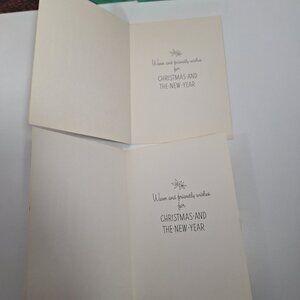 Warm and friendly wishes
for
CHRISTMAS-AND
THE-NEW-YEAR
Warm and friendly wishes
for
CHRISTMAS-AND
THE-NEW-YEAR